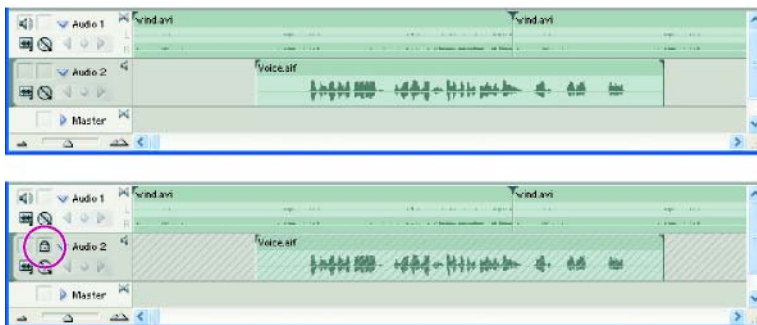 Audio 1 wind.avi wind.avi
L
R
Audio 2 Voice.aif
Master
Audio 1 wind.avi wind.avi
L
R
Audio 2 Voice.aif
Master